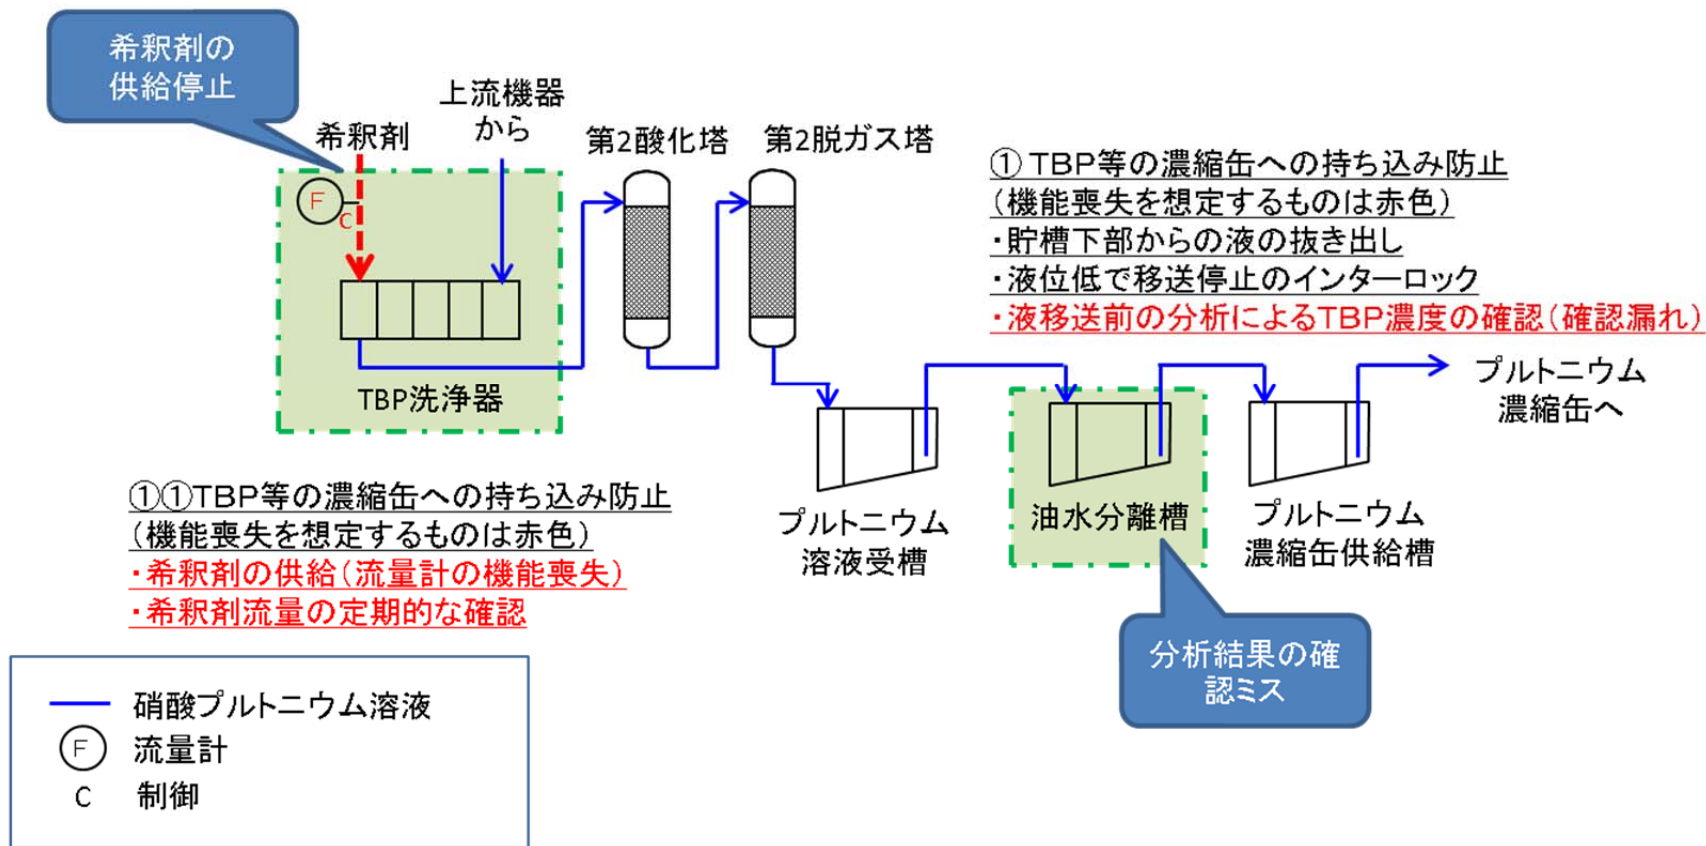 希釈剤の
供給停止
上流機器
から
希釈剤
第2酸化塔
第2脱ガス塔
F
C
TBP洗浄器
① TBP等の濃縮缶への持ち込み防止
(機能喪失を想定するものは赤色)
・貯槽下部からの液の抜き出し
・液位低で移送停止のインターロック
・液移送前の分析によるTBP濃度の確認(確認漏れ)
プルトニウム
濃縮缶へ
①①TBP等の濃縮缶への持ち込み防止
(機能喪失を想定するものは赤色)
・希釈剤の供給(流量計の機能喪失)
・希釈剤流量の定期的な確認
プルトニウム
溶液受槽
油水分離槽
プルトニウム
濃縮缶供給槽
分析結果の確
認ミス
硝酸プルトニウム溶液
F 流量計
C 制御